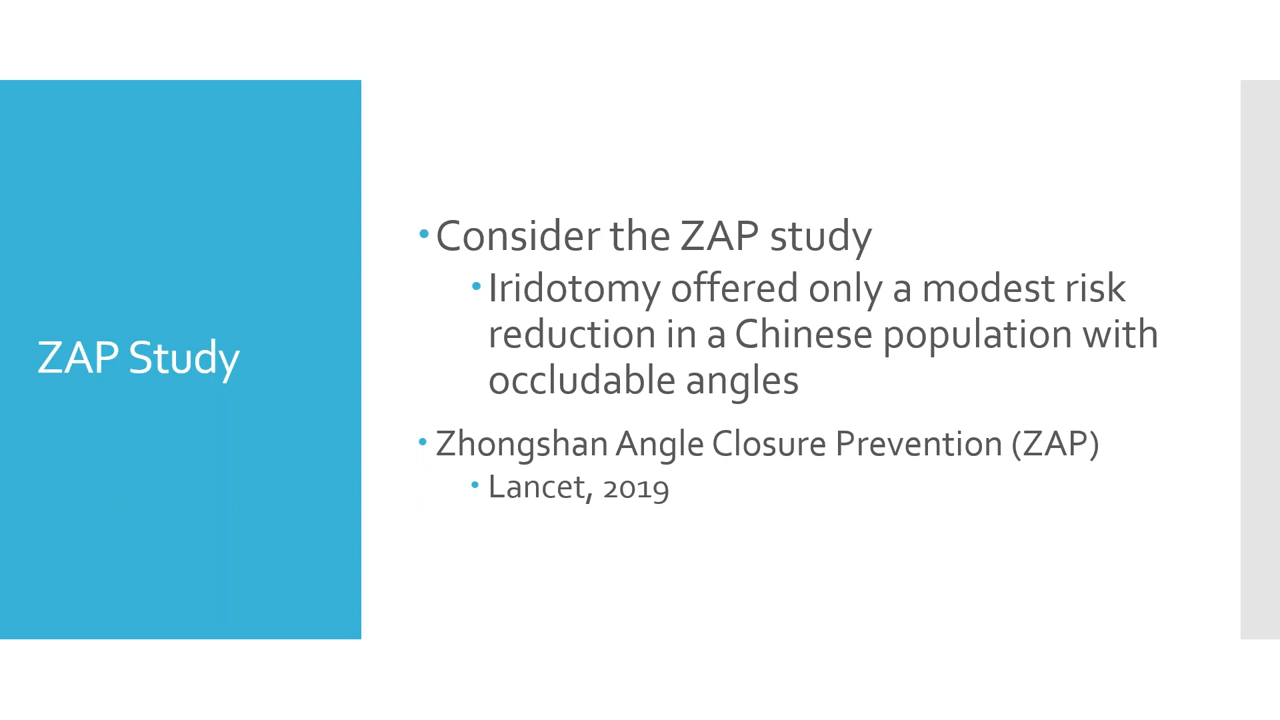 ZAP Study
• Consider the ZAP study
• Iridotomy offered only a modest risk
reduction in a Chinese population with
occludable angles
• Zhongshan Angle Closure Prevention (ZAP)
• Lancet, 2019